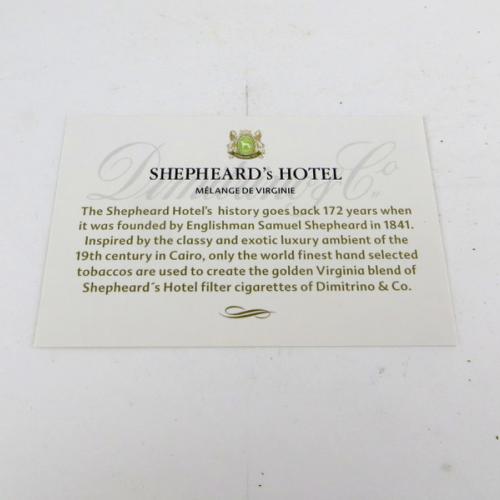 Dimitrino & Co
SHEPHEARD's HOTEL
MÉLANGE DE VIRGINIE
The Shepheard Hotel's history goes back 172 years when
it was founded by Englishman Samuel Shepheard in 1841.
Inspired by the classy and exotic luxury ambient of the
19th century in Cairo, only the world finest hand selected
tobaccos are used to create the golden Virginia blend of
Shepheard´s Hotel filter cigarettes of Dimitrino & Co.